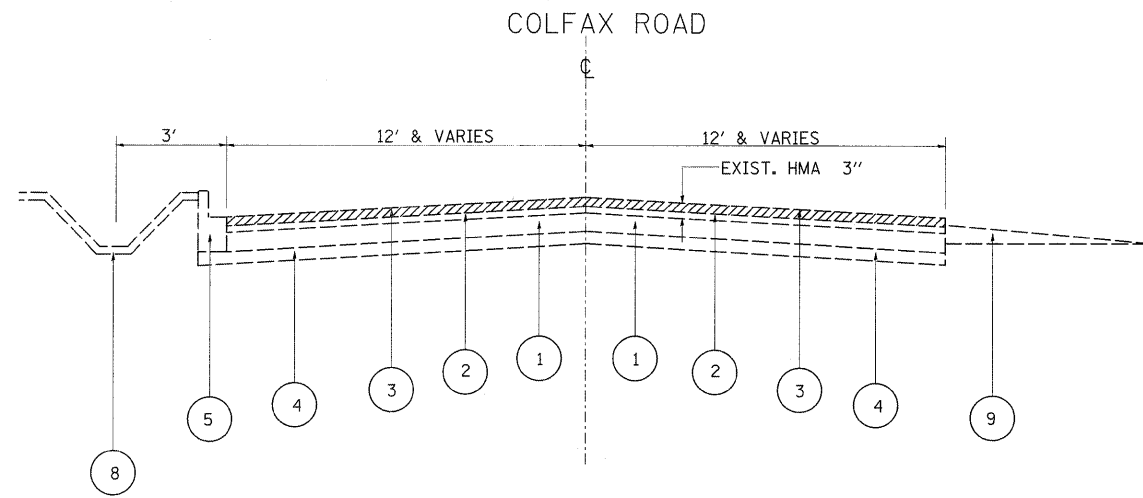 COLFAX ROAD
℄
3' 12' & VARIES 12' & VARIES
EXIST. HMA 3"
1 1
2 2
3 3
4 4
5 9
8